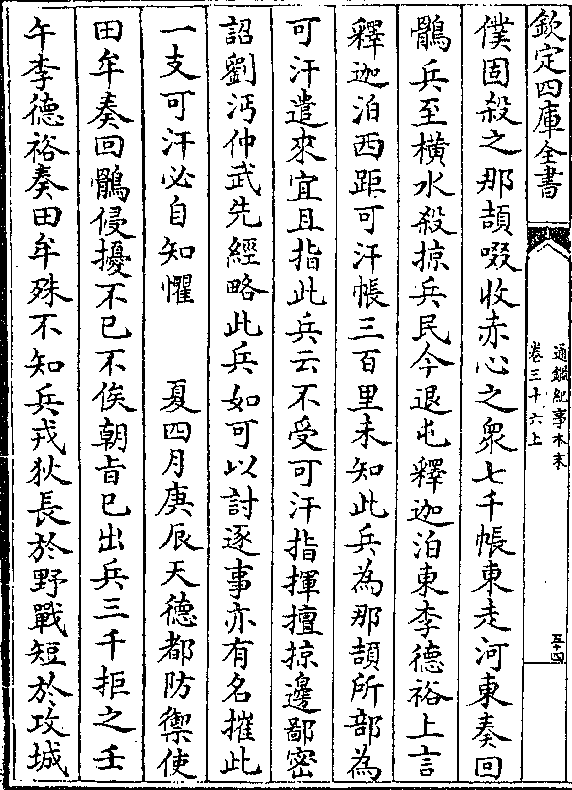 欽定四庫全書
通鑑紀事本末
卷三十六上
五十四
僕固殺之那頡啜收赤心之衆七千帳東走河東奏回
鶻兵至橫水殺掠兵民今退屯釋迦泊東李德裕上言
釋迦泊西距可汗帳三百里未知此兵為那頡所部為
可汗遣來宜且指此兵云不受可汗指揮擅掠邊鄙密
詔劉沔仲武先經略此兵如可以討逐事亦有名摧此
一支可汗必自知懼　夏四月庚辰天德都防禦使
田牟奏回鶻侵擾不已不俟朝旨已出兵三千拒之壬
午李德裕奏田牟殊不知兵戎狄長於野戰短於攻城